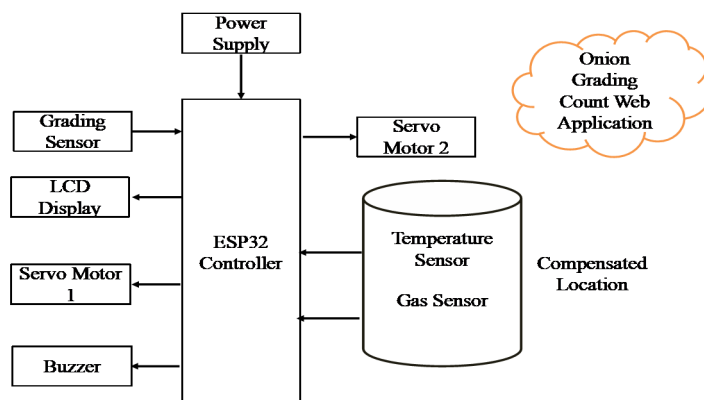 Power
Supply
Onion
Grading
Count Web
Application
Grading
Sensor
Servo
Motor 2
LCD
Display
ESP32
Controller
Temperature
Sensor
Gas Sensor
Compensated
Location
Servo Motor
1
Buzzer